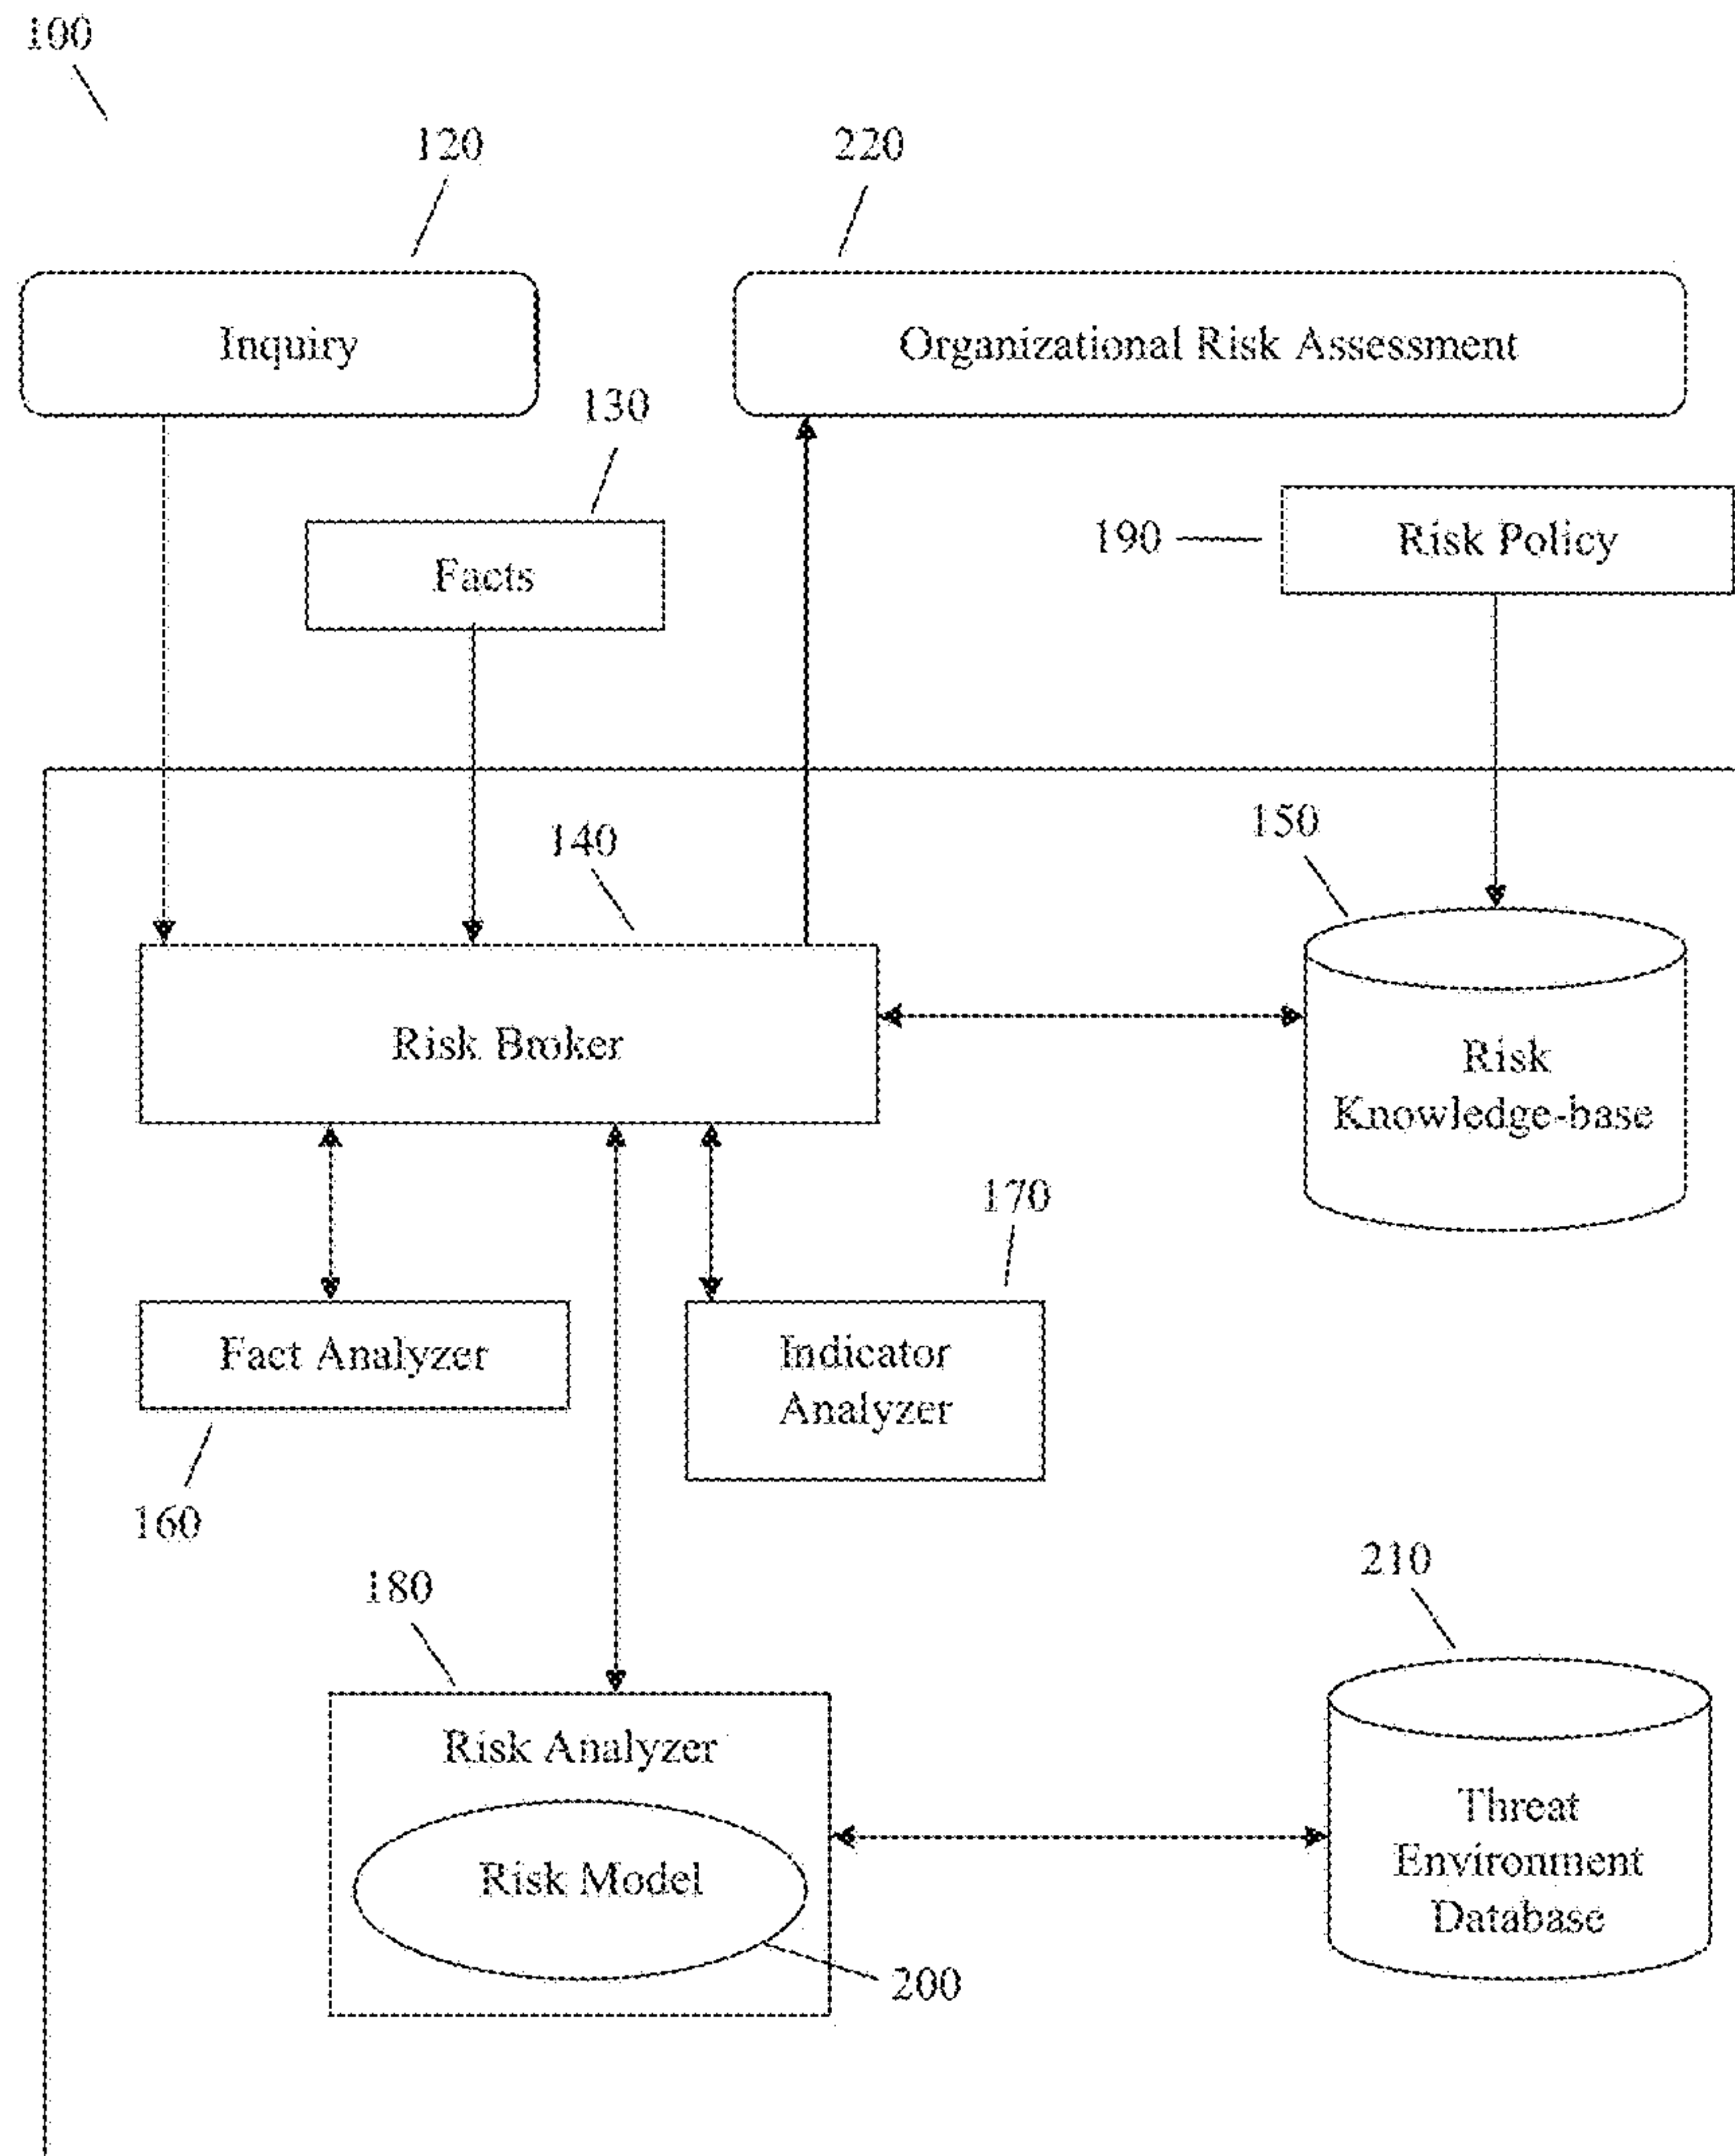 100
120
220
Inquiry
Organizational Risk Assessment
130
190
Risk Policy
Facts
150
140
Risk Broker
Risk
Knowledge-base
170
Fact Analyzer
Indicator
Analyzer
160
210
180
Risk Analyzer
Threat
Environment
Database
Risk Model
200